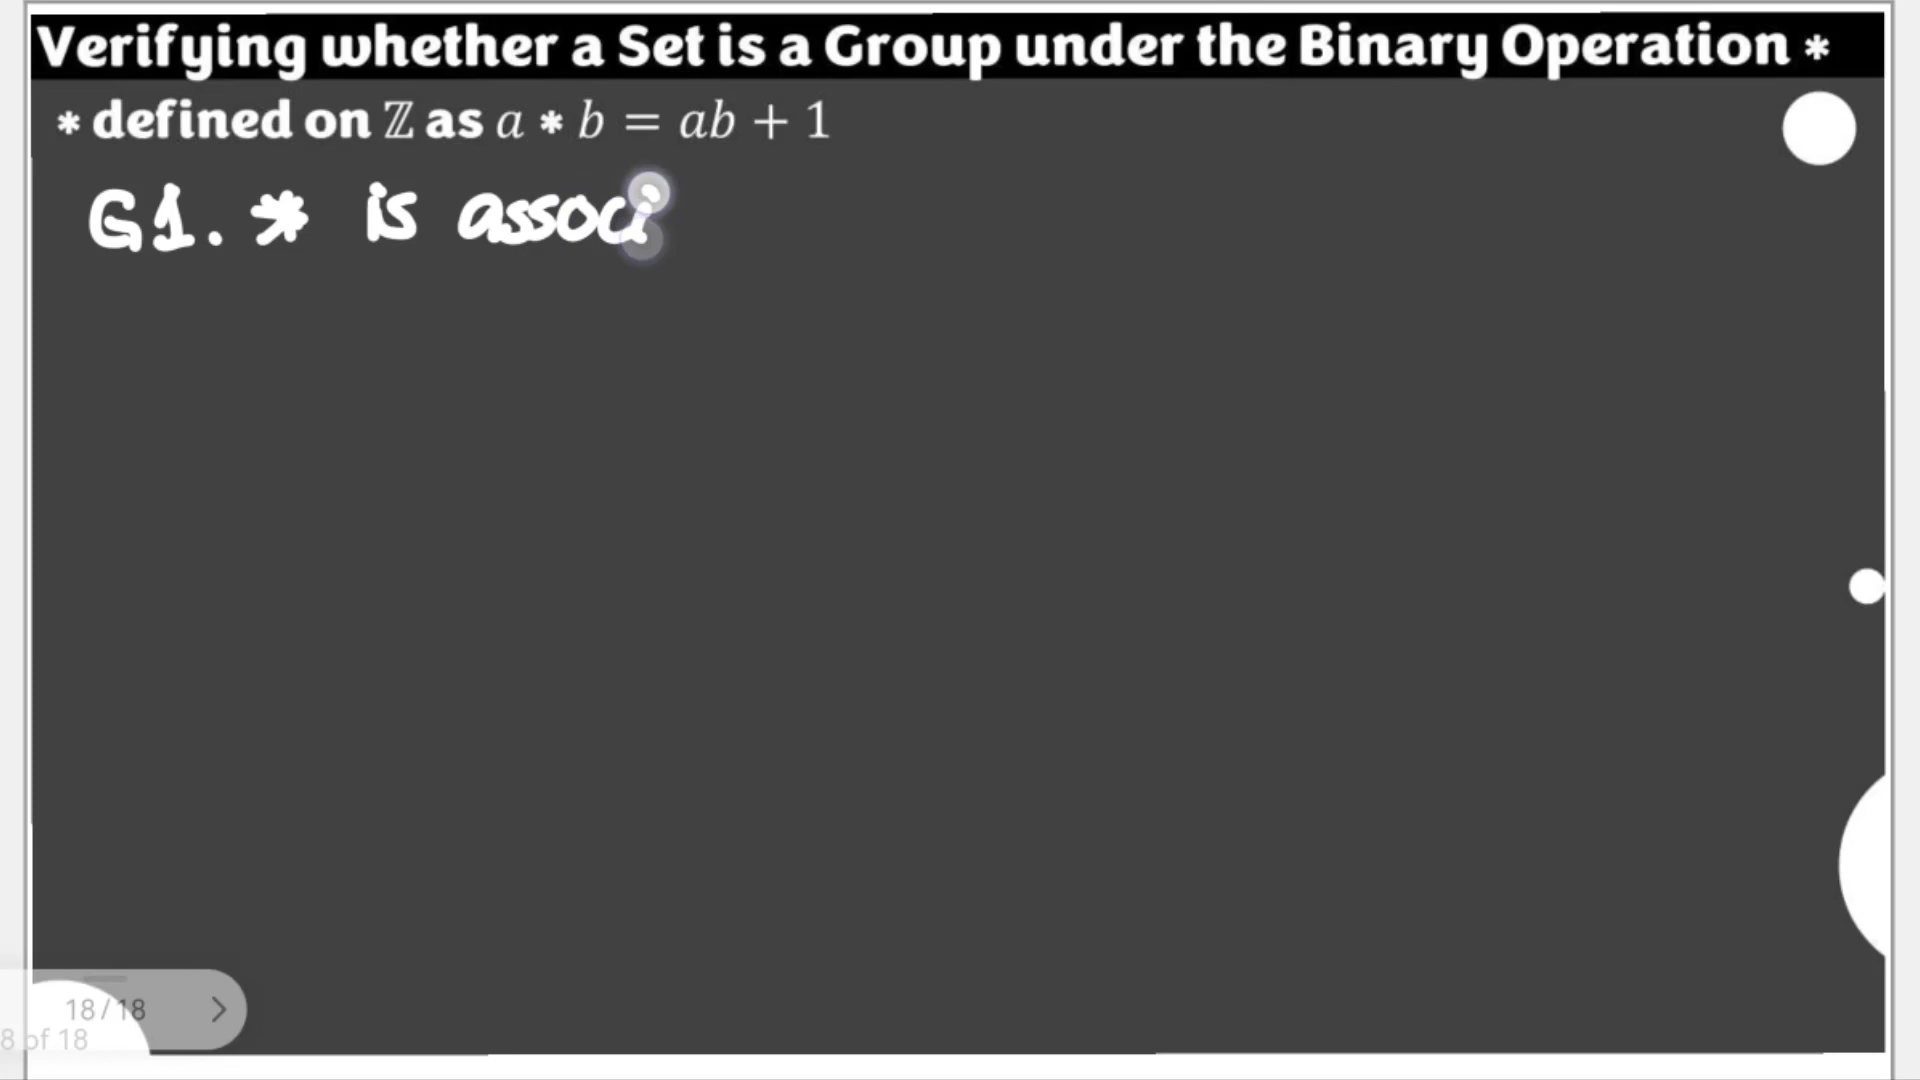 Verifying whether a Set is a Group under the Binary Operation *
* defined on ℤ as a * b = ab + 1
G1. * is associ
18/18
8 of 18